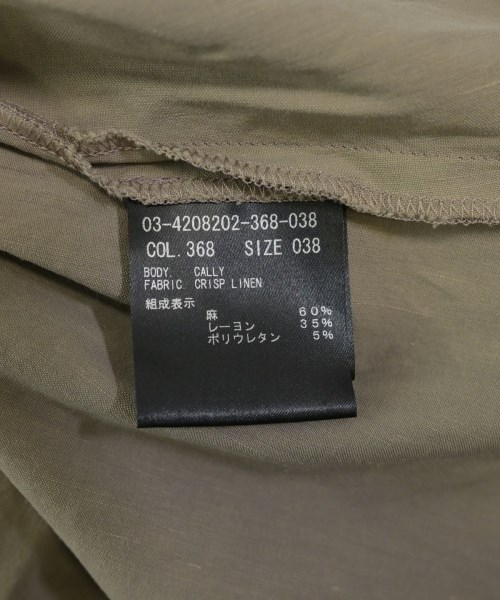 03-4208202-368-038
COL. 368 SIZE 038
BODY. CALLY
FABRIC. CRISP LINEN
組成表示
麻 60%
レーヨン 35%
ポリウレタン 5%